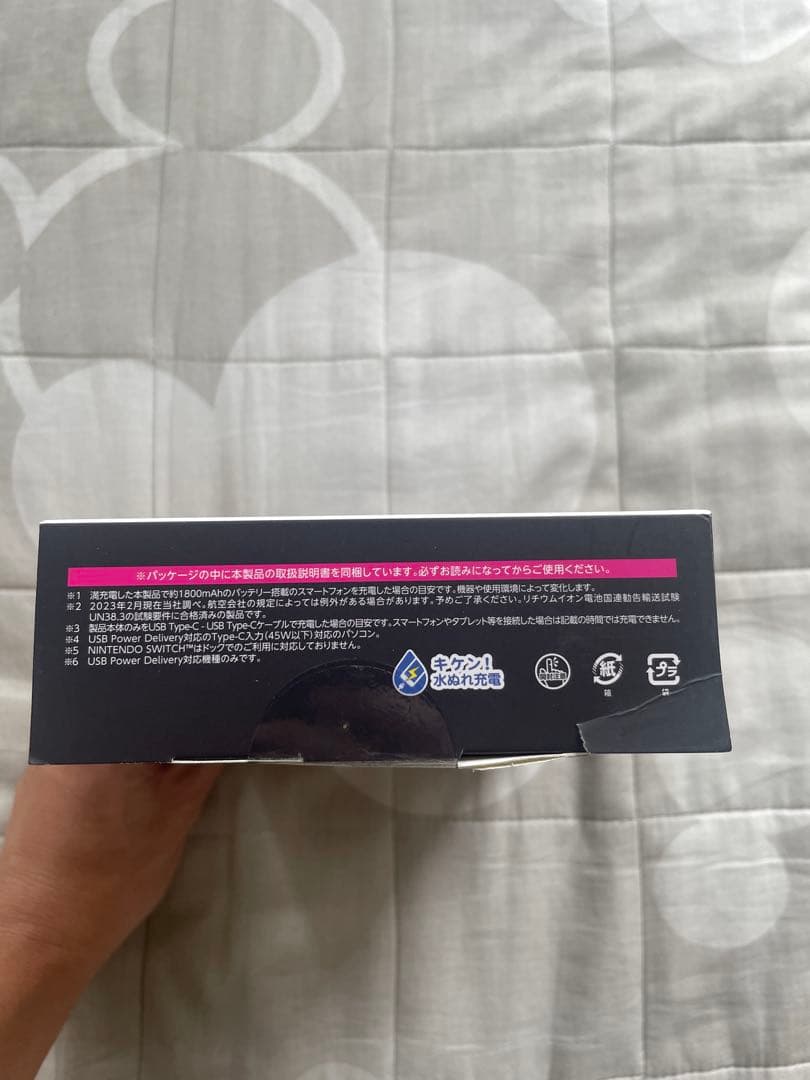 ※パッケージの中に本製品の取扱説明書を同梱しています。必ずお読みになってからご使用ください。
※1 満充電した本製品で約1800mAhのバッテリー搭載のスマートフォンを充電した場合の目安です。機器や使用環境によって変化します。
※2 2023年2月現在当社調べ。航空会社の規定によっては例外がある場合があります。予めご了承ください。リチウムイオン電池国連勧告輸送試験
UN38.3の試験要件に合格済みの製品です。
※3 製品本体のみをUSB Type-C - USB Type-Cケーブルで充電した場合の目安です。スマートフォンやタブレット等を接続した場合は記載の時間では充電できません。
※4 USB Power Delivery対応のType-C入力(45W以下)対応のパソコン。
※5 NINTENDO SWITCH™はドックでのご利用に対応しておりません。
※6 USB Power Delivery対応機種のみです。
キケン!
水ぬれ充電
紙
箱
プラ
袋